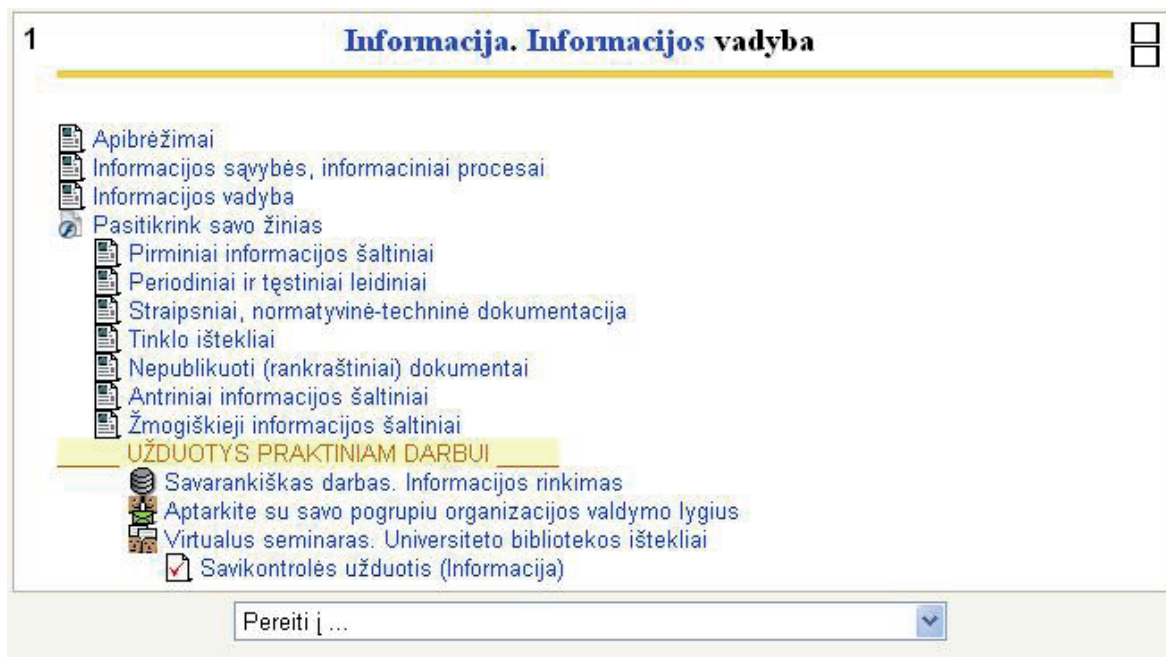 1
Informacija. Informacijos vadyba
Apibrėžimai
Informacijos sąvybės, informaciniai procesai
Informacijos vadyba
Pasitikrink savo žinias
Pirminiai informacijos šaltiniai
Periodiniai ir tęstiniai leidiniai
Straipsniai, normatyvinė-techninė dokumentacija
Tinklo ištekliai
Nepublikuoti (rankraštiniai) dokumentai
Antriniai informacijos šaltiniai
Žmogiškieji informacijos šaltiniai
_____ UŽDUOTYS PRAKTINIAM DARBUI _____
Savarankiškas darbas. Informacijos rinkimas
Aptarkite su savo pogrupiu organizacijos valdymo lygius
Virtualus seminaras. Universiteto bibliotekos ištekliai
Savikontrolės užduotis (Informacija)
Pereiti į ...